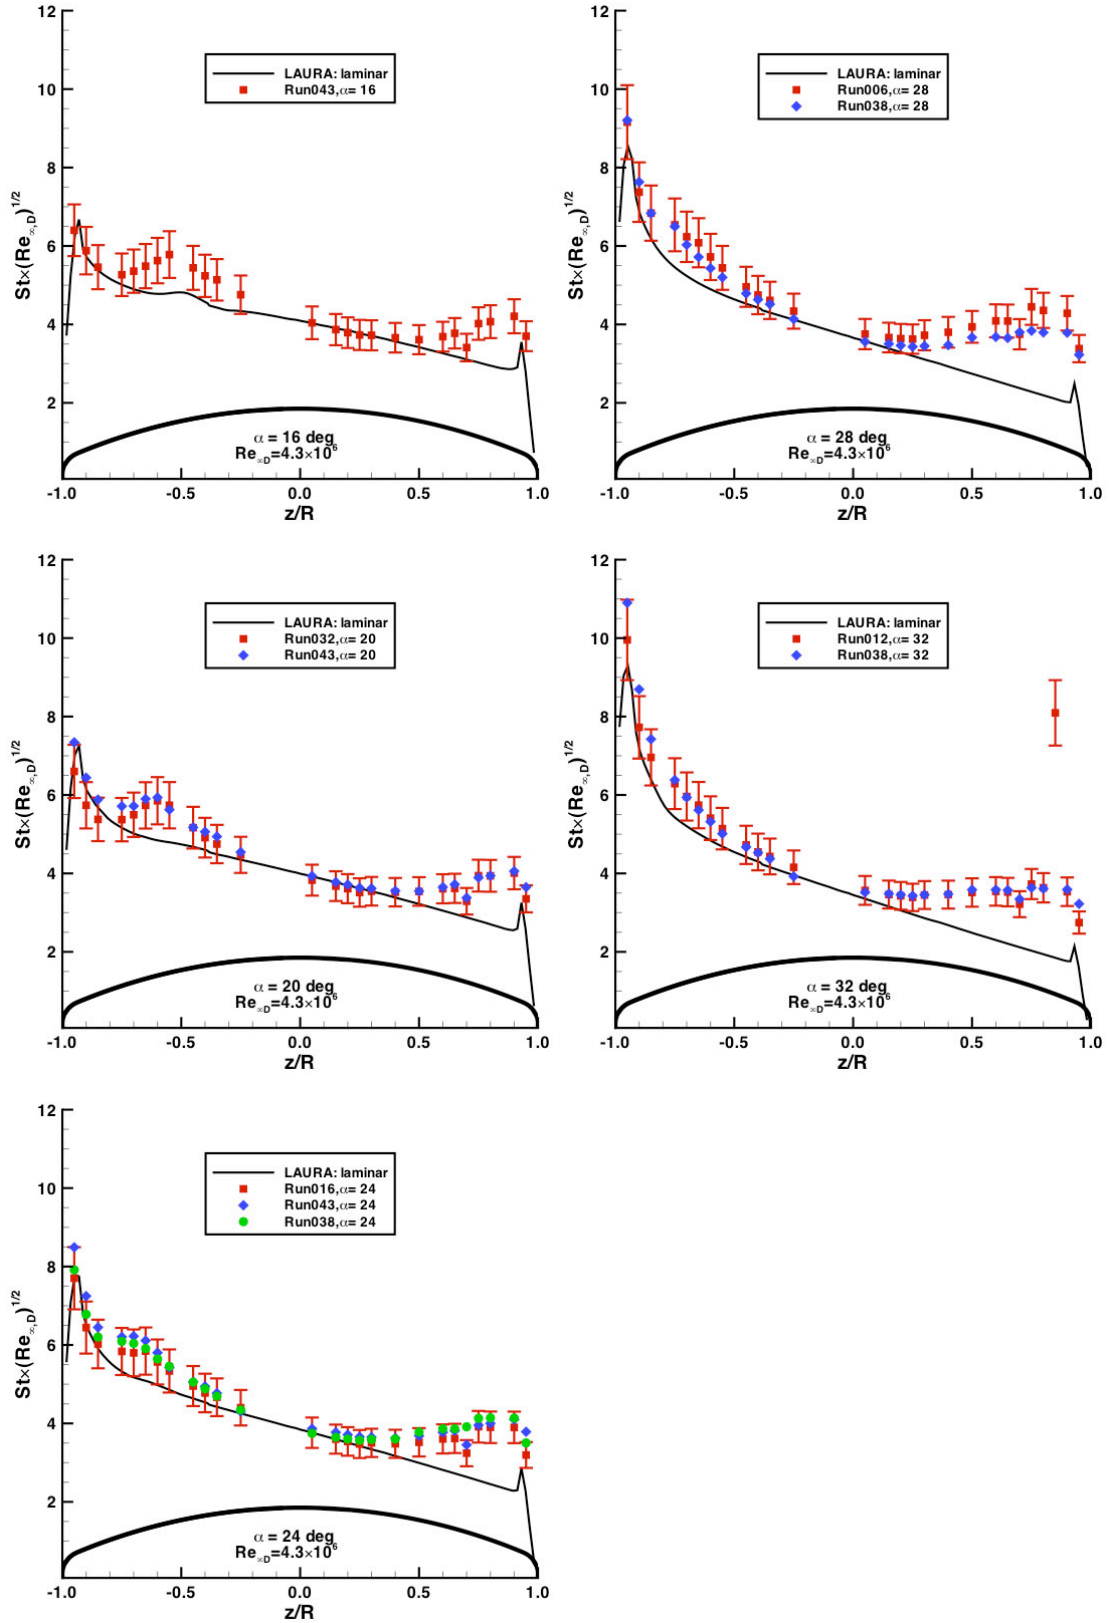 12
10
8
6
4
2
St×(Re∞,D)1/2
LAURA: laminar
Run043,α= 16
α = 16 deg
Re∞D=4.3×10⁶
-1.0 -0.5 0.0 0.5 1.0
z/R
12
10
8
6
4
2
St×(Re∞,D)1/2
LAURA: laminar
Run006,α= 28
Run038,α= 28
α = 28 deg
Re∞D=4.3×10⁶
-1.0 -0.5 0.0 0.5 1.0
z/R
12
10
8
6
4
2
St×(Re∞,D)1/2
LAURA: laminar
Run032,α= 20
Run043,α= 20
α = 20 deg
Re∞D=4.3×10⁶
-1.0 -0.5 0.0 0.5 1.0
z/R
12
10
8
6
4
2
St×(Re∞,D)1/2
LAURA: laminar
Run012,α= 32
Run038,α= 32
α = 32 deg
Re∞D=4.3×10⁶
-1.0 -0.5 0.0 0.5 1.0
z/R
12
10
8
6
4
2
St×(Re∞,D)1/2
LAURA: laminar
Run016,α= 24
Run043,α= 24
Run038,α= 24
α = 24 deg
Re∞D=4.3×10⁶
-1.0 -0.5 0.0 0.5 1.0
z/R